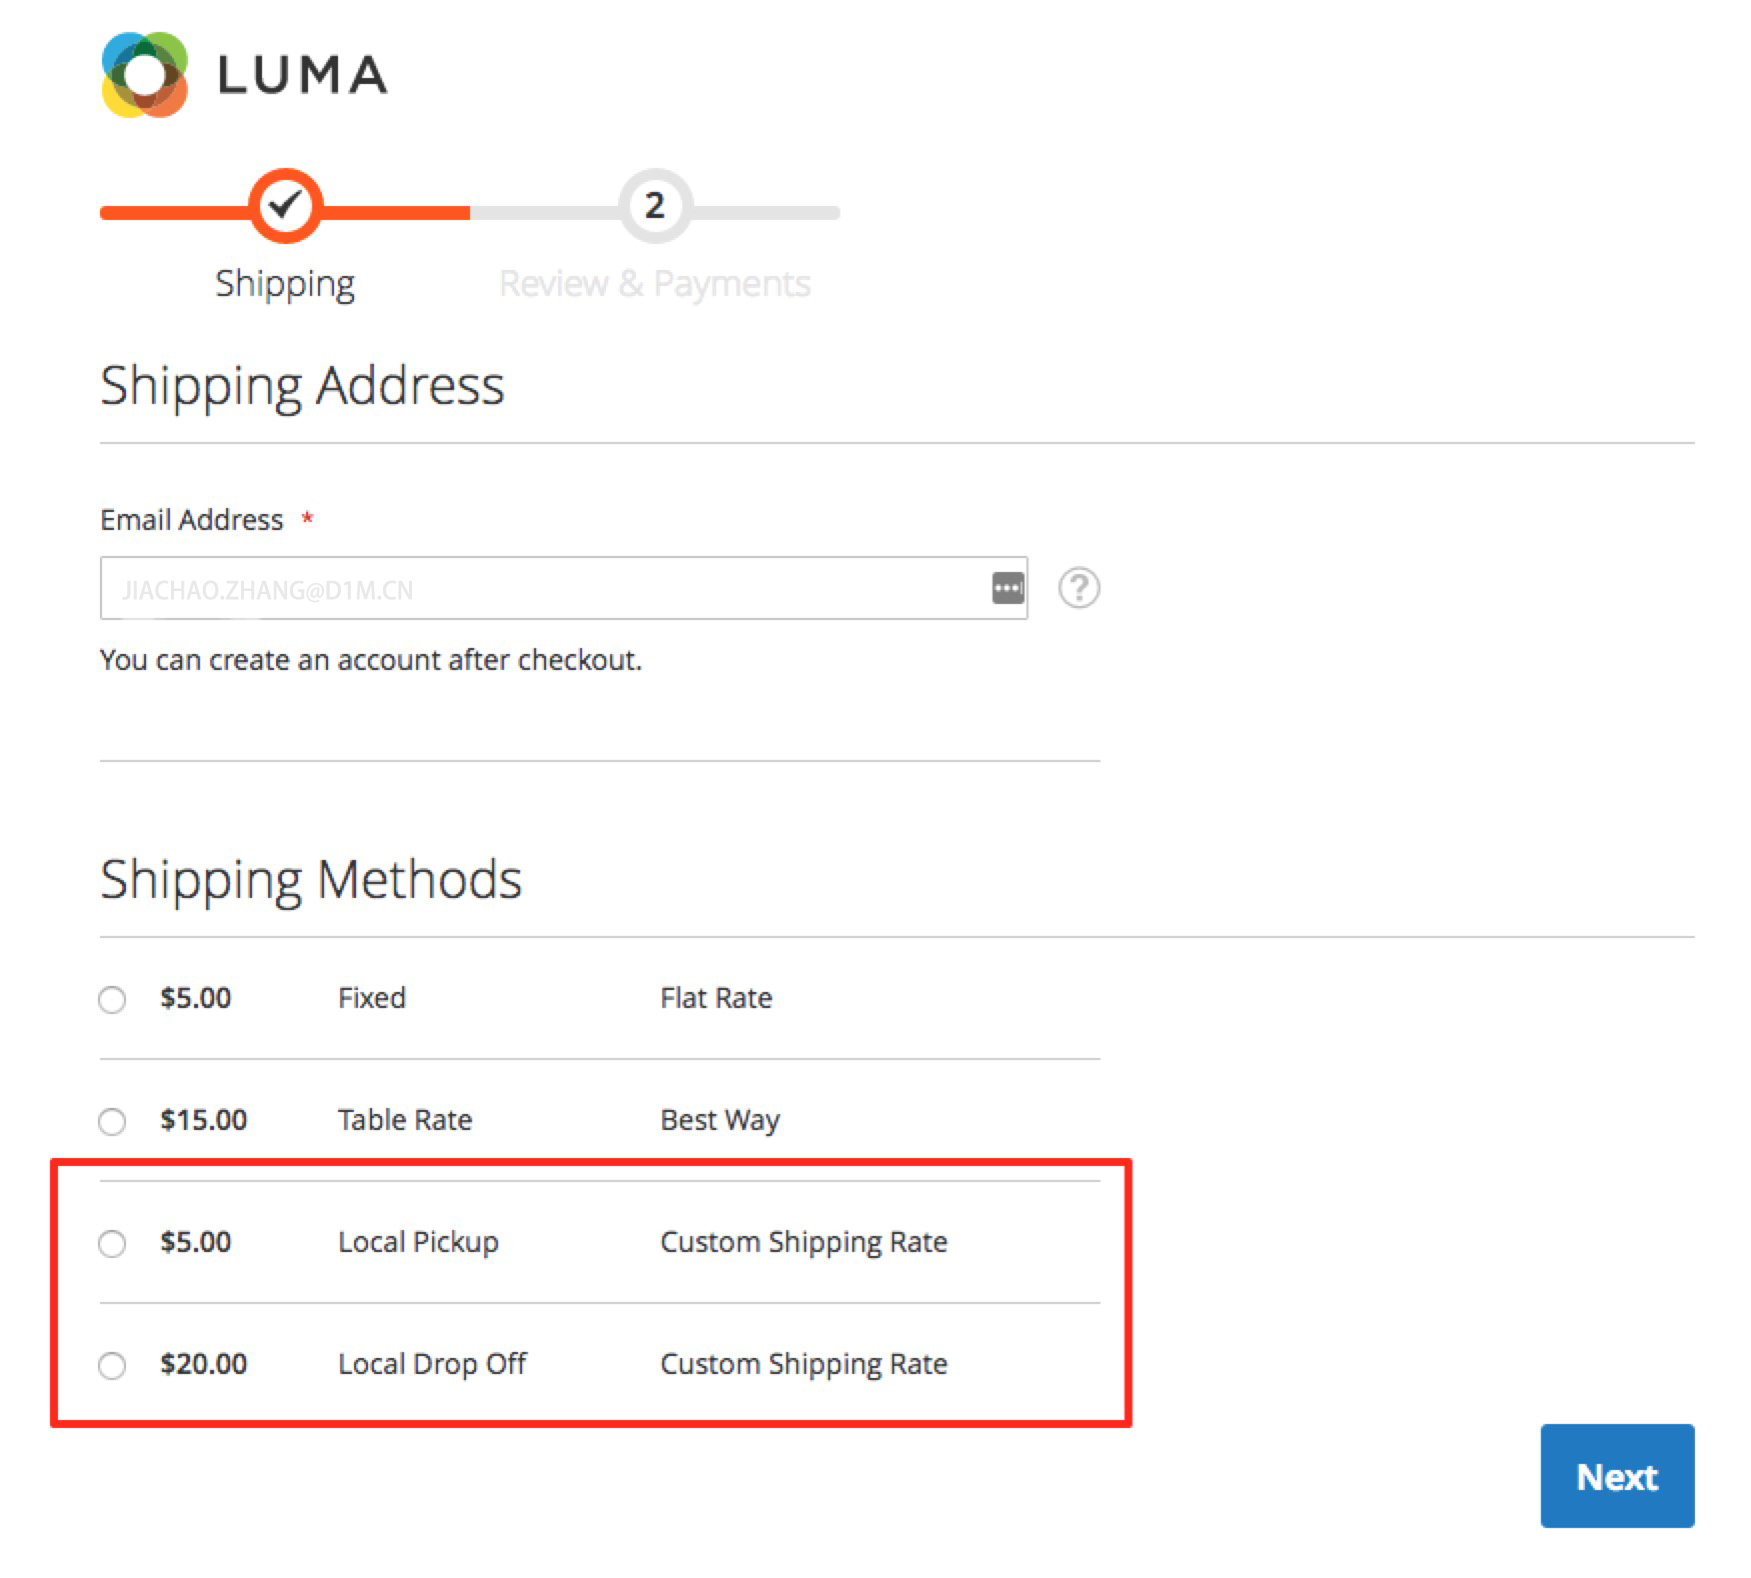 LUMA
2
Shipping Review & Payments
Shipping Address
Email Address *
JIACHAO.ZHANG@D1M.CN
?
You can create an account after checkout.
Shipping Methods
$5.00 Fixed Flat Rate
$15.00 Table Rate Best Way
$5.00 Local Pickup Custom Shipping Rate
$20.00 Local Drop Off Custom Shipping Rate
Next